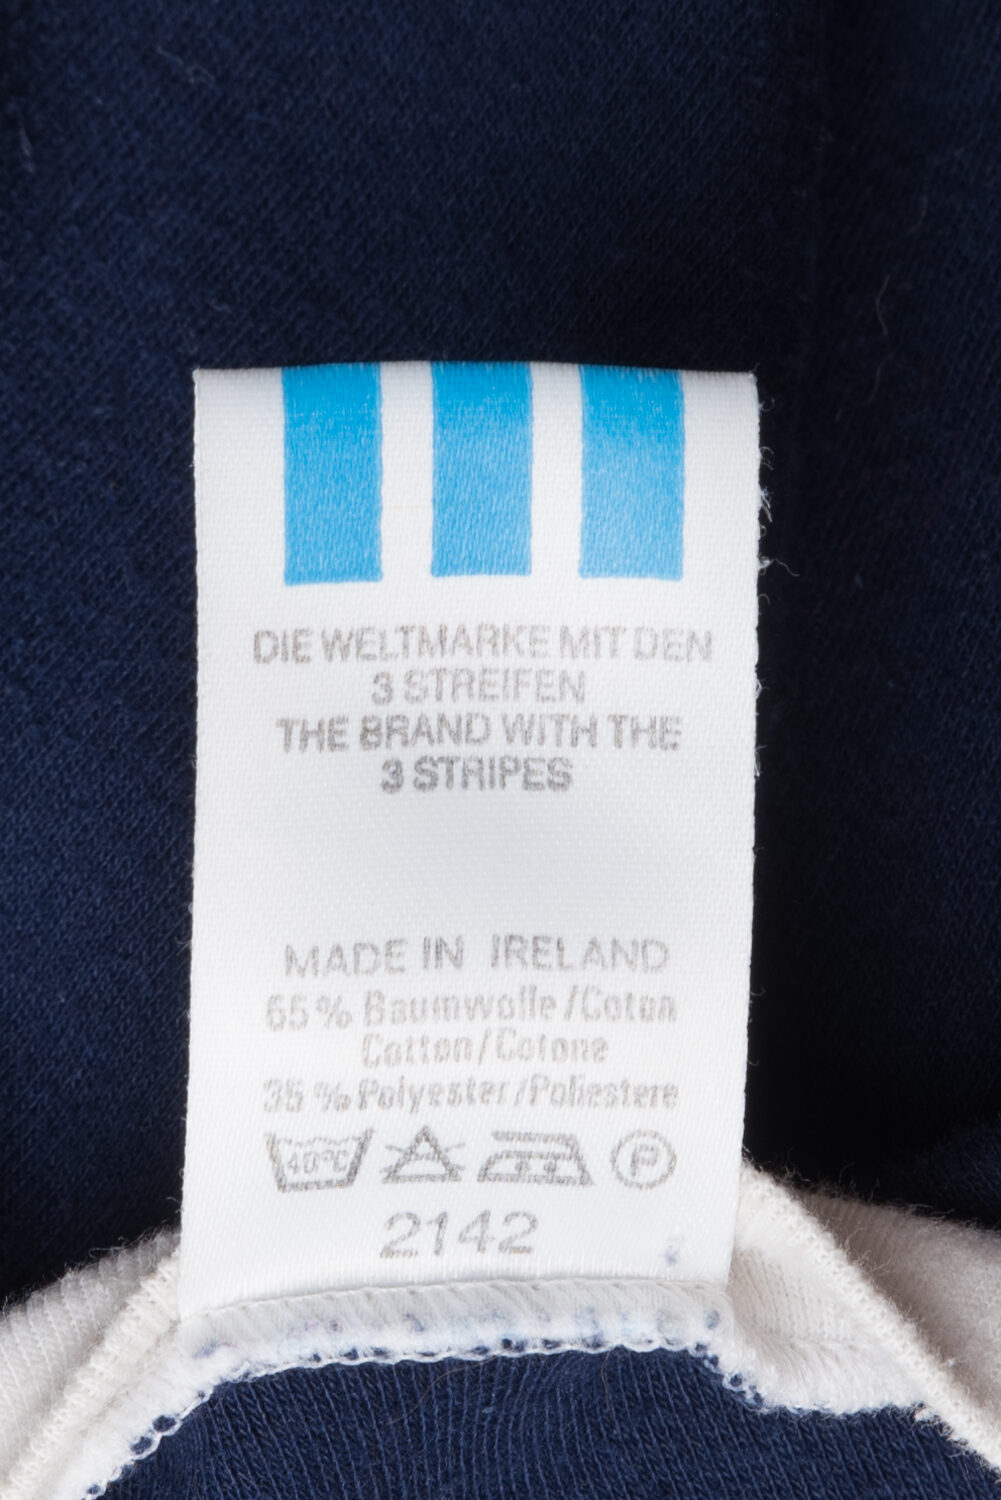 DIE WELTMARKE MIT DEN
3 STREIFEN
THE BRAND WITH THE
3 STRIPES
MADE IN IRELAND
65 % Baumwolle/Coton
Cotton/Cotone
35 % Polyester/Poliestere
40°C P
2142